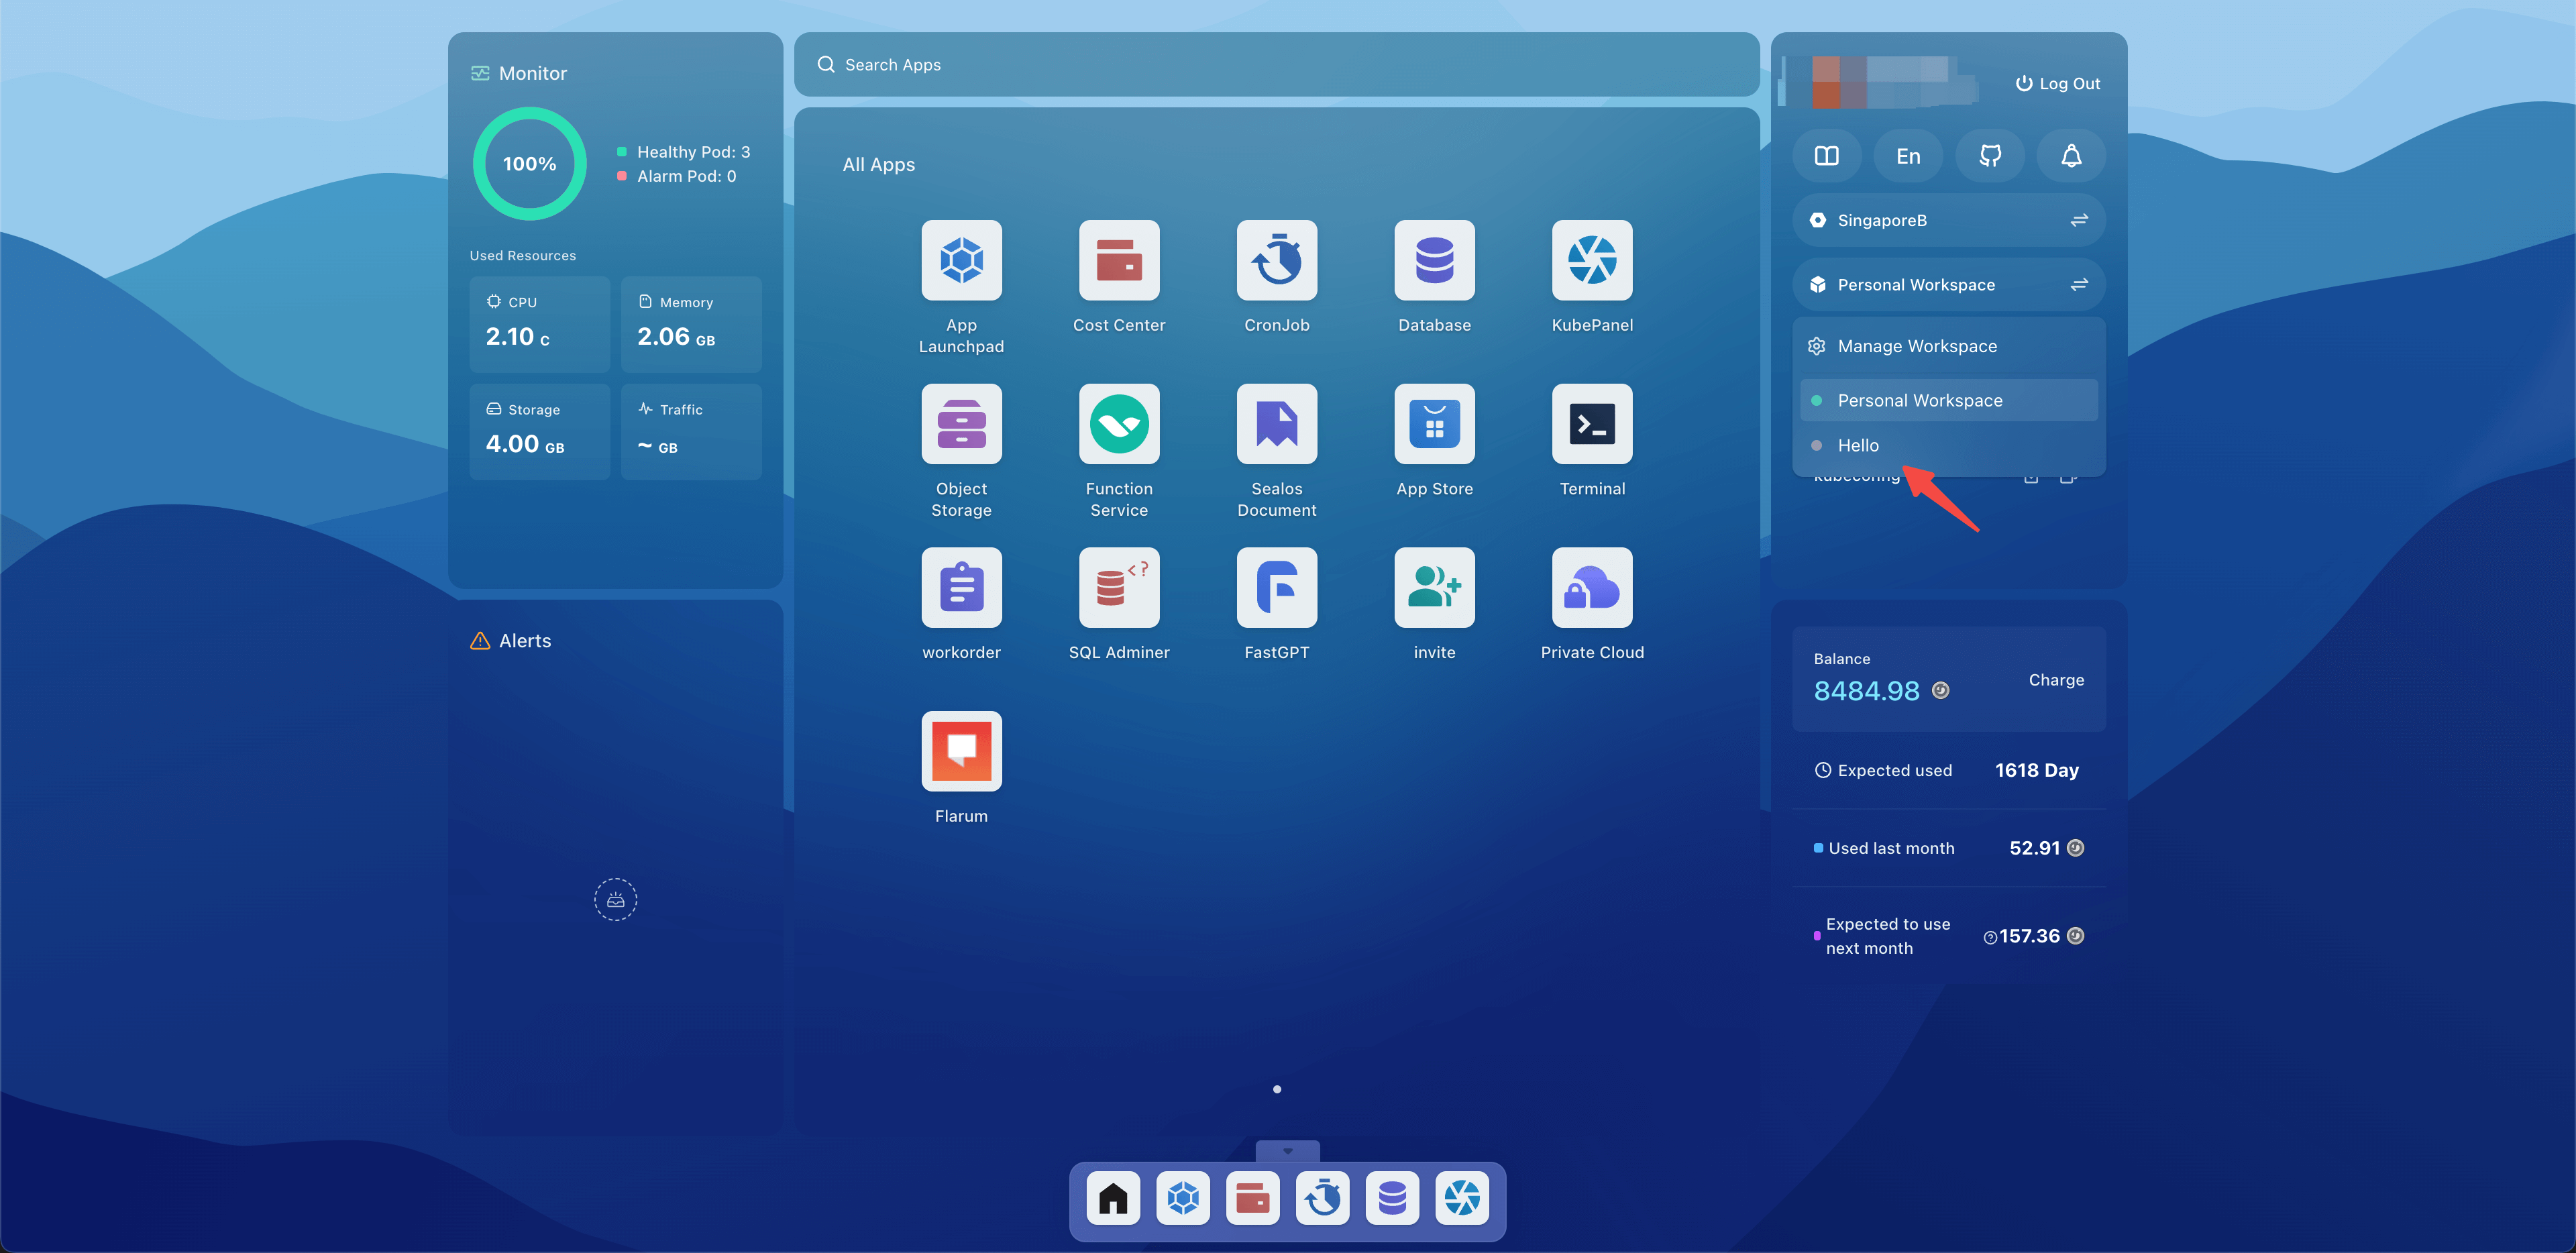 Monitor
100%
Healthy Pod: 3
Alarm Pod: 0
Used Resources
CPU
2.10 C
Memory
2.06 GB
Storage
4.00 GB
Traffic
~ GB
Alerts
Search Apps
All Apps
App
Launchpad
Cost Center
CronJob
Database
KubePanel
Object
Storage
Function
Service
Sealos
Document
App Store
Terminal
workorder
SQL Adminer
FastGPT
invite
Private Cloud
Flarum
Log Out
En
SingaporeB
Personal Workspace
Manage Workspace
Personal Workspace
Hello
kubeconfig
Balance
8484.98
Charge
Expected used
1618 Day
Used last month
52.91
Expected to use
next month
157.36